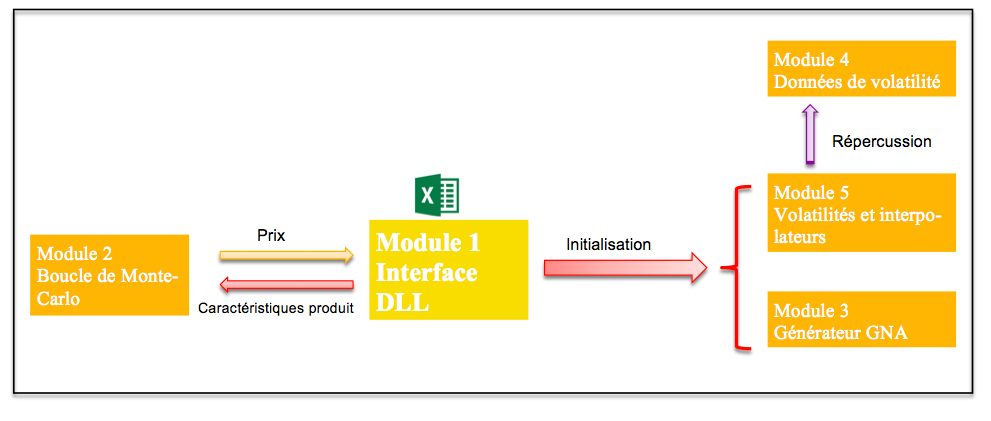 Module 4
Données de volatilité
Répercussion
Module 5
Volatilités et interpo-
lateurs
Module 1
Interface
DLL
Initialisation
Prix
Module 2
Boucle de Monte-
Carlo
Caractéristiques produit
Module 3
Générateur GNA